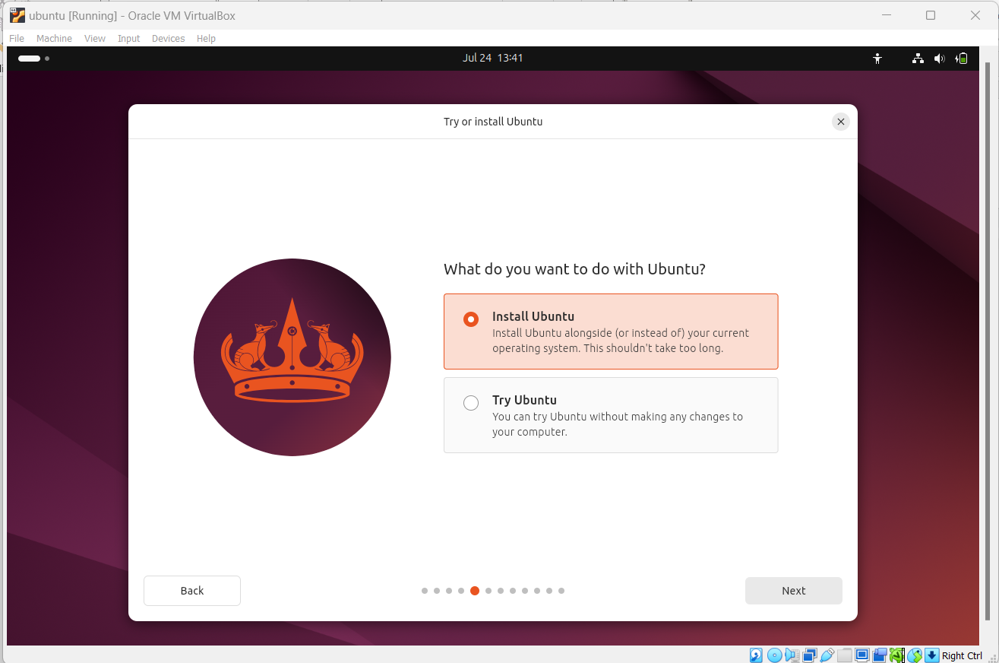 ubuntu [Running] - Oracle VM VirtualBox
File Machine View Input Devices Help
Jul 24 13:41
Try or install Ubuntu
What do you want to do with Ubuntu?
Install Ubuntu
Install Ubuntu alongside (or instead of) your current
operating system. This shouldn't take too long.
Try Ubuntu
You can try Ubuntu without making any changes to
your computer.
Back
Next
Right Ctrl